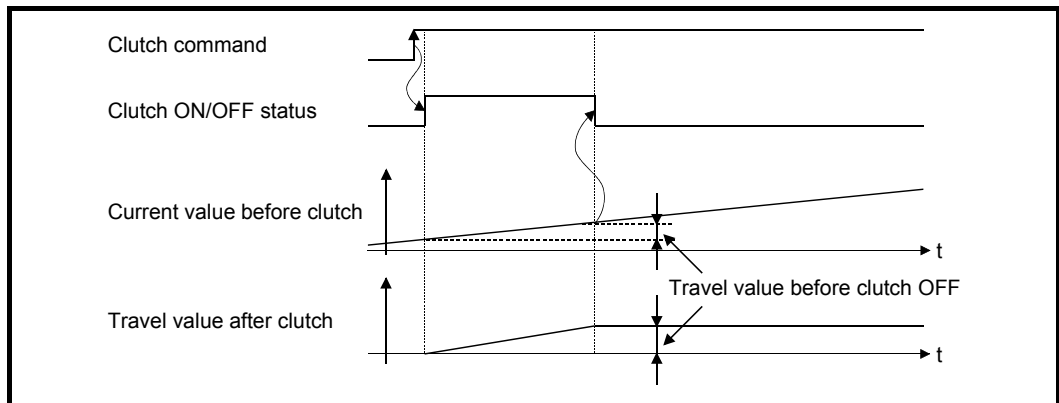 Clutch command
Clutch ON/OFF status
Current value before clutch
t
Travel value before clutch OFF
Travel value after clutch
t